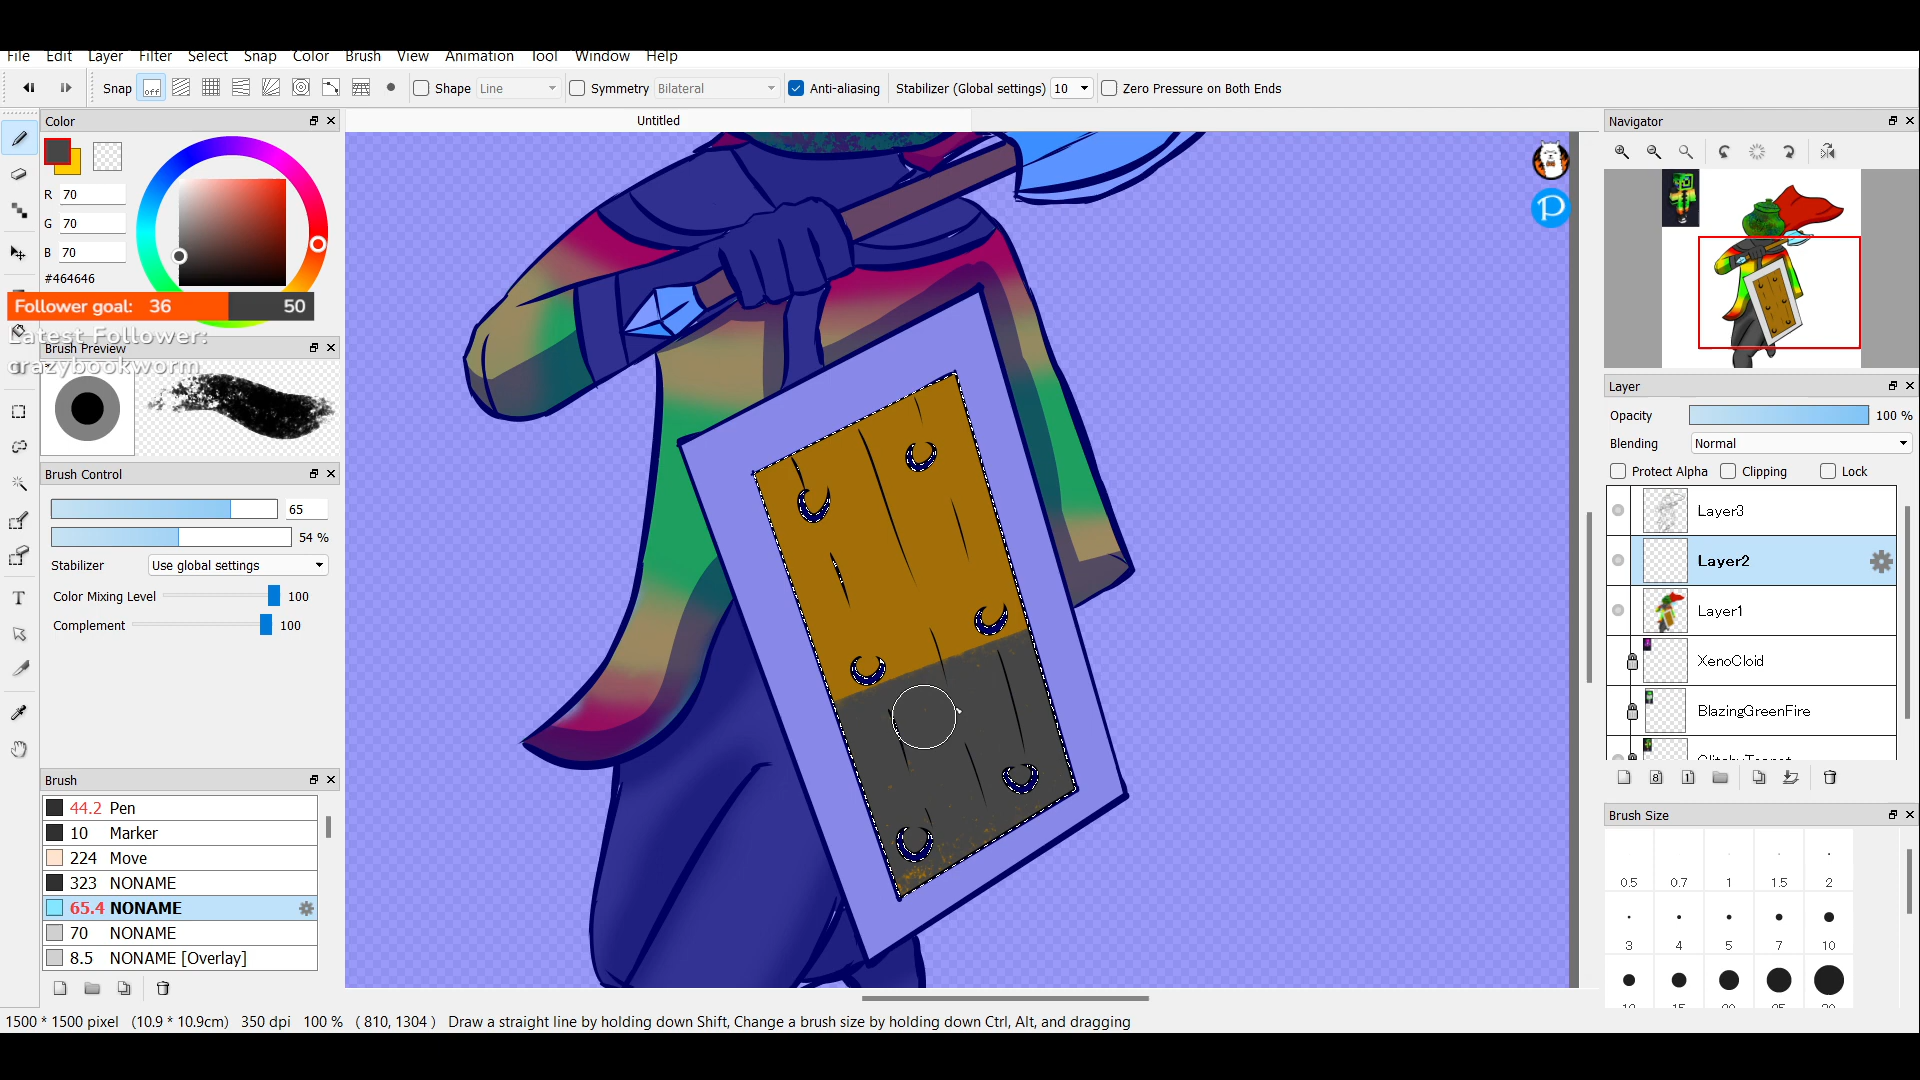 File Edit Layer Filter Select Snap Color Brush View Animation Tool Window Help
Snap off Shape Line Symmetry Bilateral Anti-aliasing Stabilizer (Global settings) 10 Zero Pressure on Both Ends
Color
Untitled
Navigator
R 70
G 70
B 70
#464646
Follower goal: 36 50
Latest Follower:
crazybookworm
Brush Preview
Brush Control
65
54 %
Stabilizer Use global settings
Color Mixing Level 100
Complement 100
Brush
44.2 Pen
10 Marker
224 Move
323 NONAME
65.4 NONAME
70 NONAME
8.5 NONAME [Overlay]
P
Layer
Opacity 100 %
Blending Normal
Protect Alpha Clipping Lock
Layer3
Layer2
Layer1
XenoCloid
BlazingGreenFire
Brush Size
0.5 0.7 1 1.5 2
3 4 5 7 10
1500 * 1500 pixel (10.9 * 10.9cm) 350 dpi 100 % ( 810, 1304 ) Draw a straight line by holding down Shift, Change a brush size by holding down Ctrl, Alt, and dragging